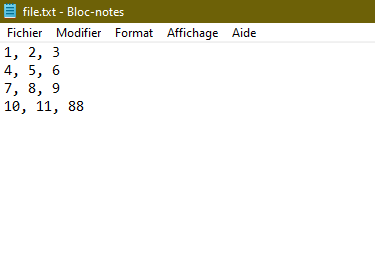 file.txt - Bloc-notes
Fichier Modifier Format Affichage Aide
1, 2, 3
4, 5, 6
7, 8, 9
10, 11, 88